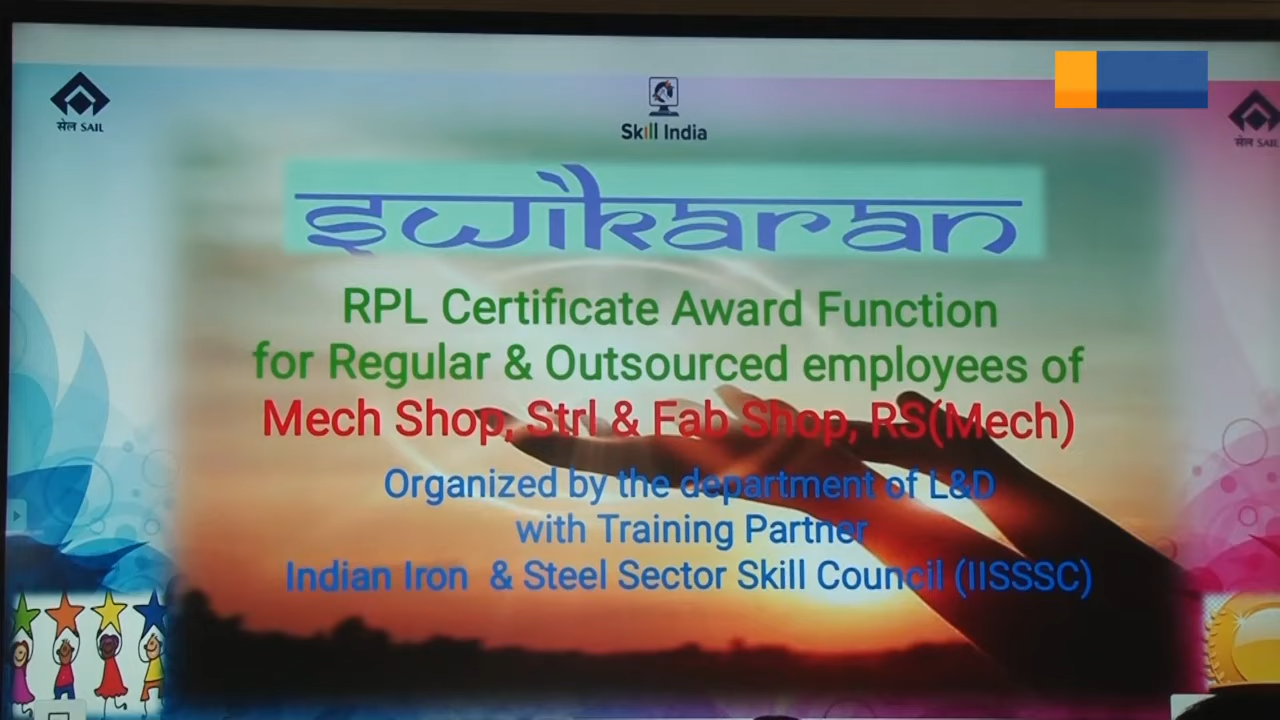 सेल SAIL
Skill India
सेल SAIL
swikaran
RPL Certificate Award Function
for Regular & Outsourced employees of
Mech Shop, Strl & Fab Shop, RS(Mech)
Organized by the department of L&D
with Training Partner
Indian Iron & Steel Sector Skill Council (IISSSC)